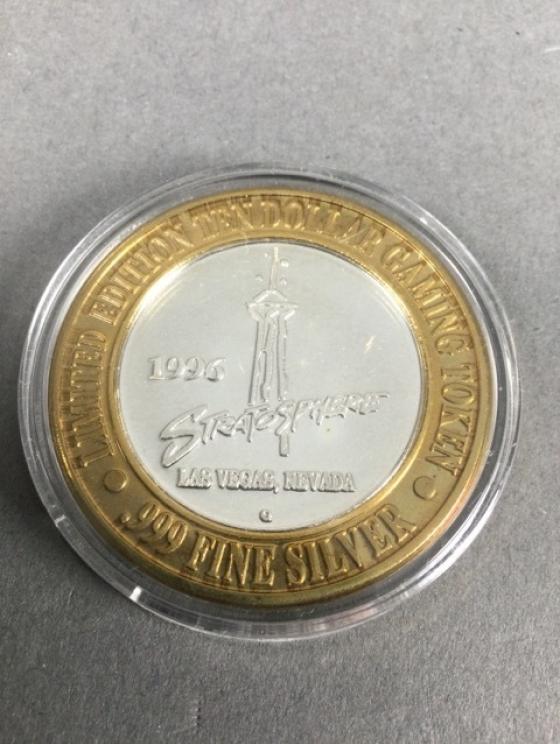 LIMITED EDITION TEN DOLLAR GAMING TOKEN
1996
STRATOSPHERE
LAS VEGAS, NEVADA
G
.999 FINE SILVER